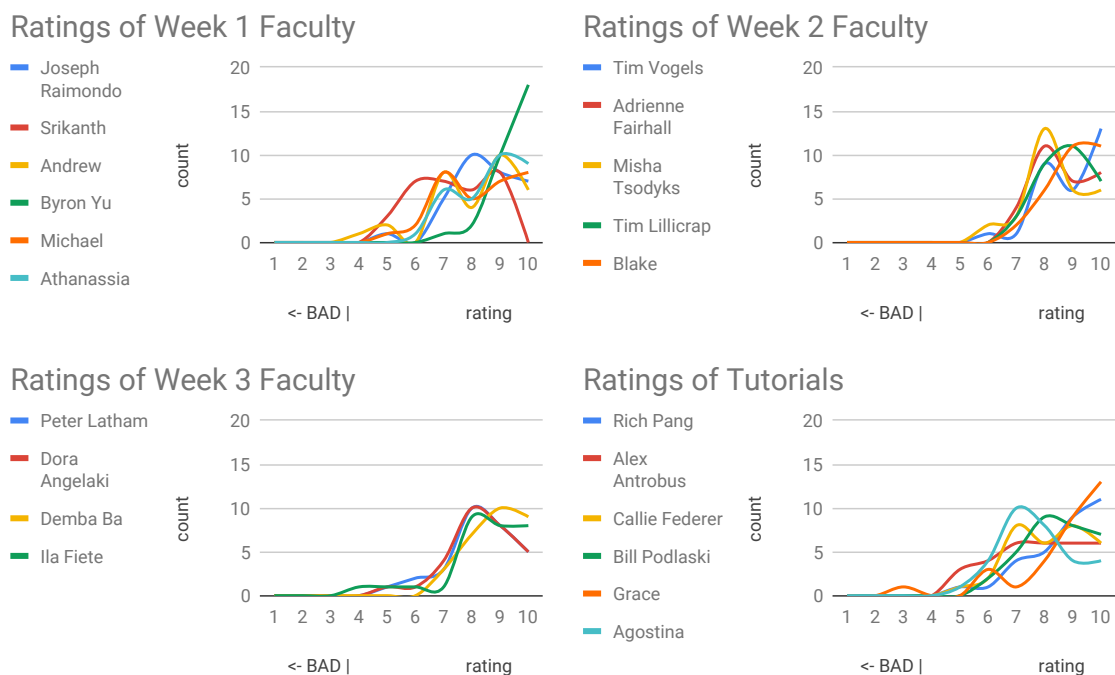 Ratings of Week 1 Faculty
Joseph
Raimondo
Srikanth
Andrew
Byron Yu
Michael
Athanassia
count
20
15
10
5
0
1 2 3 4 5 6 7 8 9 10
<- BAD | rating
Ratings of Week 2 Faculty
Tim Vogels
Adrienne
Fairhall
Misha
Tsodyks
Tim Lillicrap
Blake
count
20
15
10
5
0
1 2 3 4 5 6 7 8 9 10
<- BAD | rating
Ratings of Week 3 Faculty
Peter Latham
Dora
Angelaki
Demba Ba
Ila Fiete
count
20
15
10
5
0
1 2 3 4 5 6 7 8 9 10
<- BAD | rating
Ratings of Tutorials
Rich Pang
Alex
Antrobus
Callie Federer
Bill Podlaski
Grace
Agostina
count
20
15
10
5
0
1 2 3 4 5 6 7 8 9 10
<- BAD | rating